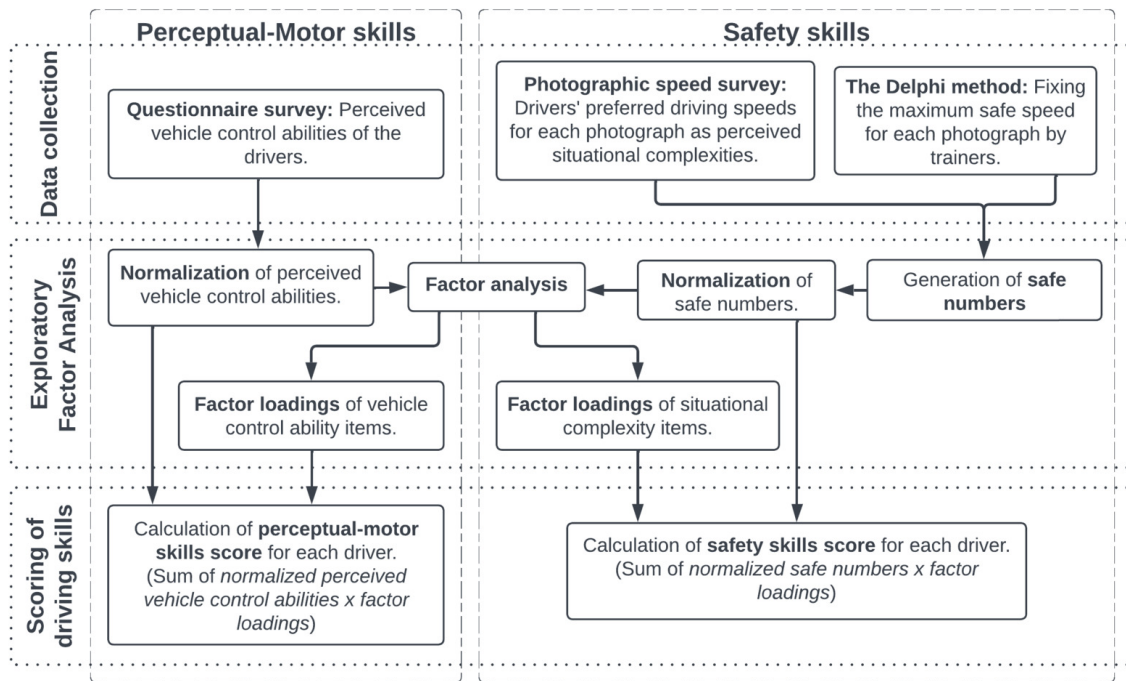 Perceptual-Motor skills
Safety skills
Data collection
Questionnaire survey: Perceived
vehicle control abilities of the
drivers.
Photographic speed survey:
Drivers' preferred driving speeds
for each photograph as perceived
situational complexities.
The Delphi method: Fixing
the maximum safe speed
for each photograph by
trainers.
Exploratory
Factor Analysis
Normalization of perceived
vehicle control abilities.
Factor analysis
Normalization of
safe numbers.
Generation of safe
numbers
Factor loadings of vehicle
control ability items.
Factor loadings of situational
complexity items.
Scoring of
driving skills
Calculation of perceptual-motor
skills score for each driver.
(Sum of normalized perceived
vehicle control abilities x factor
loadings)
Calculation of safety skills score for each driver.
(Sum of normalized safe numbers x factor
loadings)